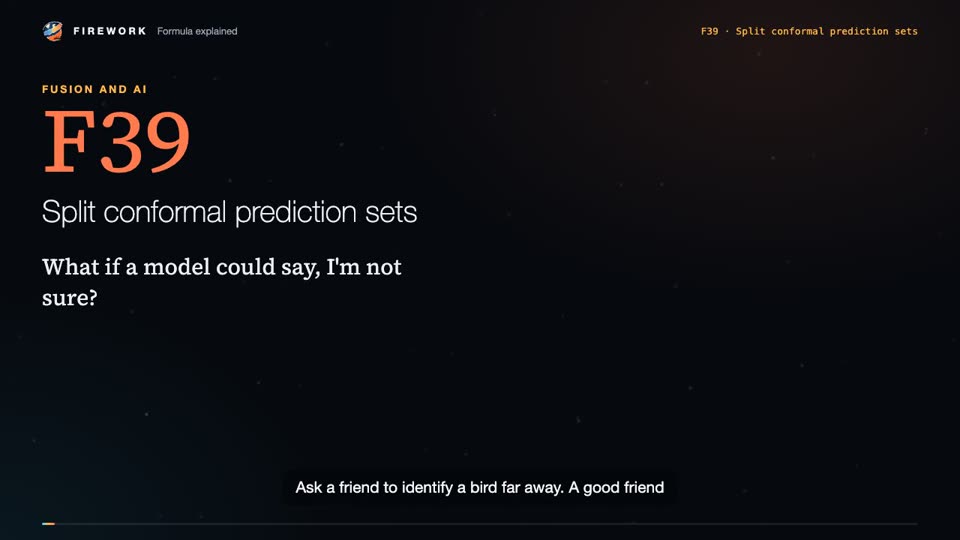 FIREWORK Formula explained
F39 · Split conformal prediction sets
FUSION AND AI
F39
Split conformal prediction sets
What if a model could say, I'm not
sure?
Ask a friend to identify a bird far away. A good friend